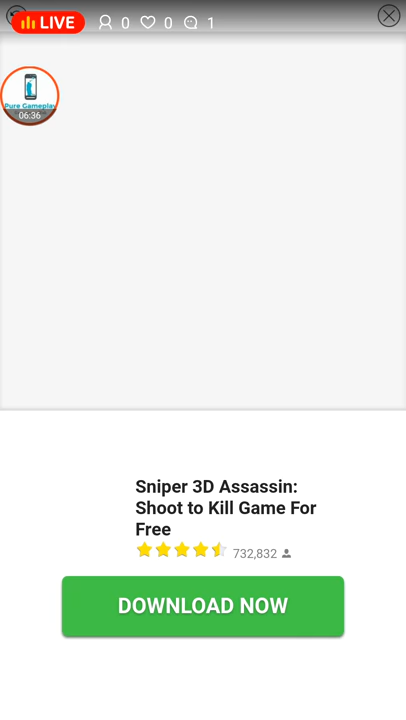 LIVE 0 0 1
Pure Gameplay
06:36
Sniper 3D Assassin:
Shoot to Kill Game For
Free
732,832
DOWNLOAD NOW